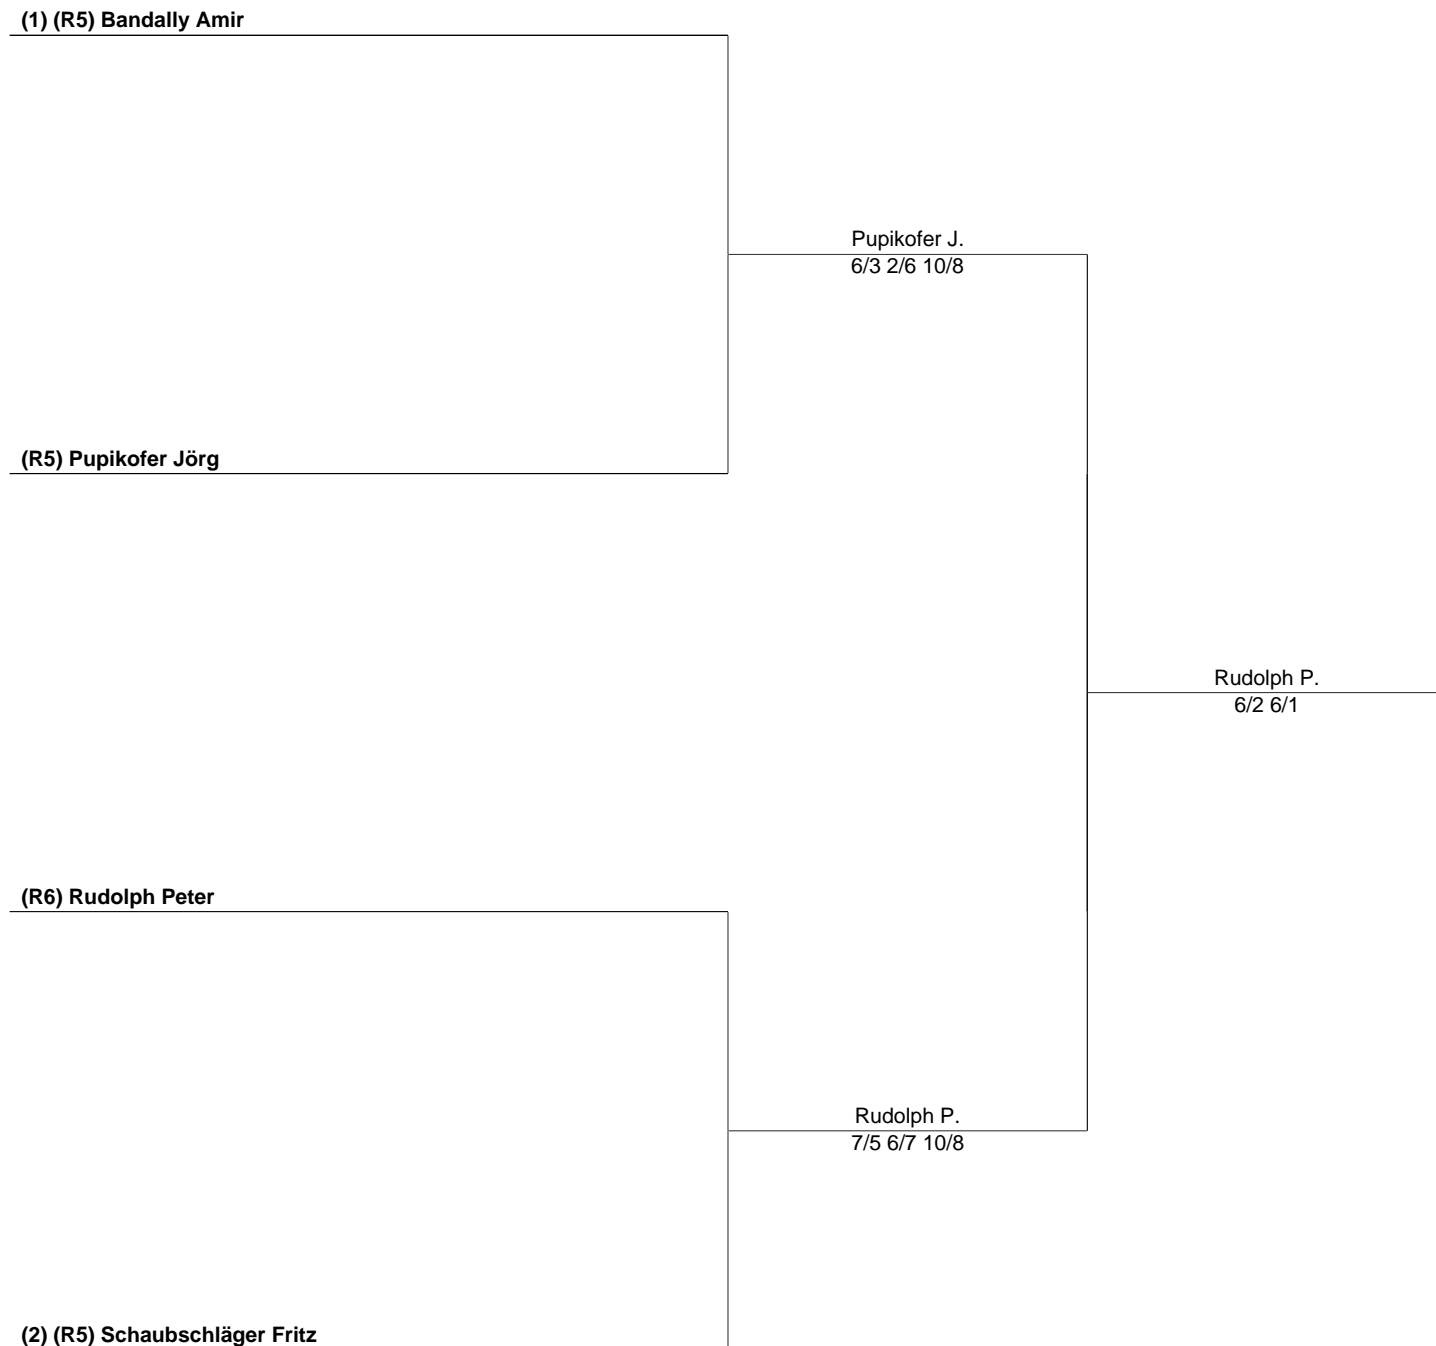 (1) (R5) Bandally Amir
Pupikofer J.
6/3 2/6 10/8
(R5) Pupikofer Jörg
Rudolph P.
6/2 6/1
(R6) Rudolph Peter
Rudolph P.
7/5 6/7 10/8
(2) (R5) Schaubschläger Fritz